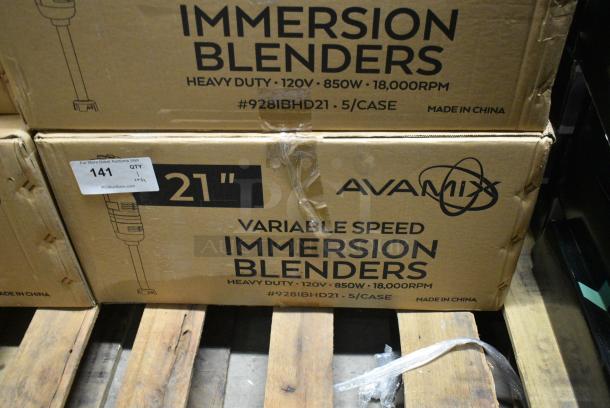 IMMERSION
BLENDERS
HEAVY DUTY • 120V • 850W • 18,000RPM
#928IBHD21 • 5/CASE
MADE IN CHINA
141
QTY
1
21"
AVAMIX
VARIABLE SPEED
IMMERSION
BLENDERS
HEAVY DUTY • 120V • 850W • 18,000RPM
#928IBHD21 • 5/CASE
MADE IN CHINA
MADE IN CHINA